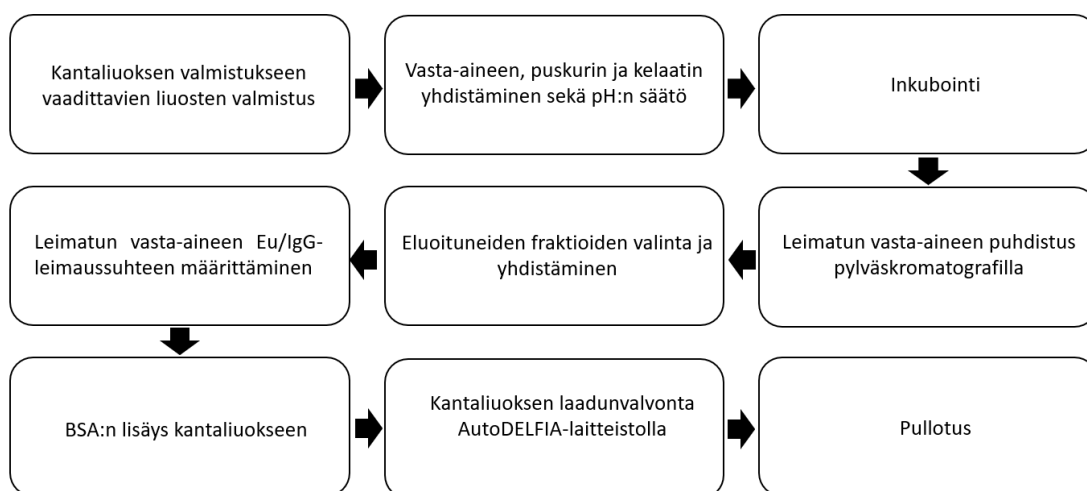 Kantaliuoksen valmistukseen
vaadittavien liuosten valmistus
Vasta-aineen, puskurin ja kelaatin
yhdistäminen sekä pH:n säätö
Inkubointi
Leimatun vasta-aineen puhdistus
pylväskromatografilla
Eluoituneiden fraktioiden valinta ja
yhdistäminen
Leimatun vasta-aineen Eu/IgG-
leimaussuhteen määrittäminen
BSA:n lisäys kantaliuokseen
Kantaliuoksen laadunvalvonta
AutoDELFIA-laitteistolla
Pullotus